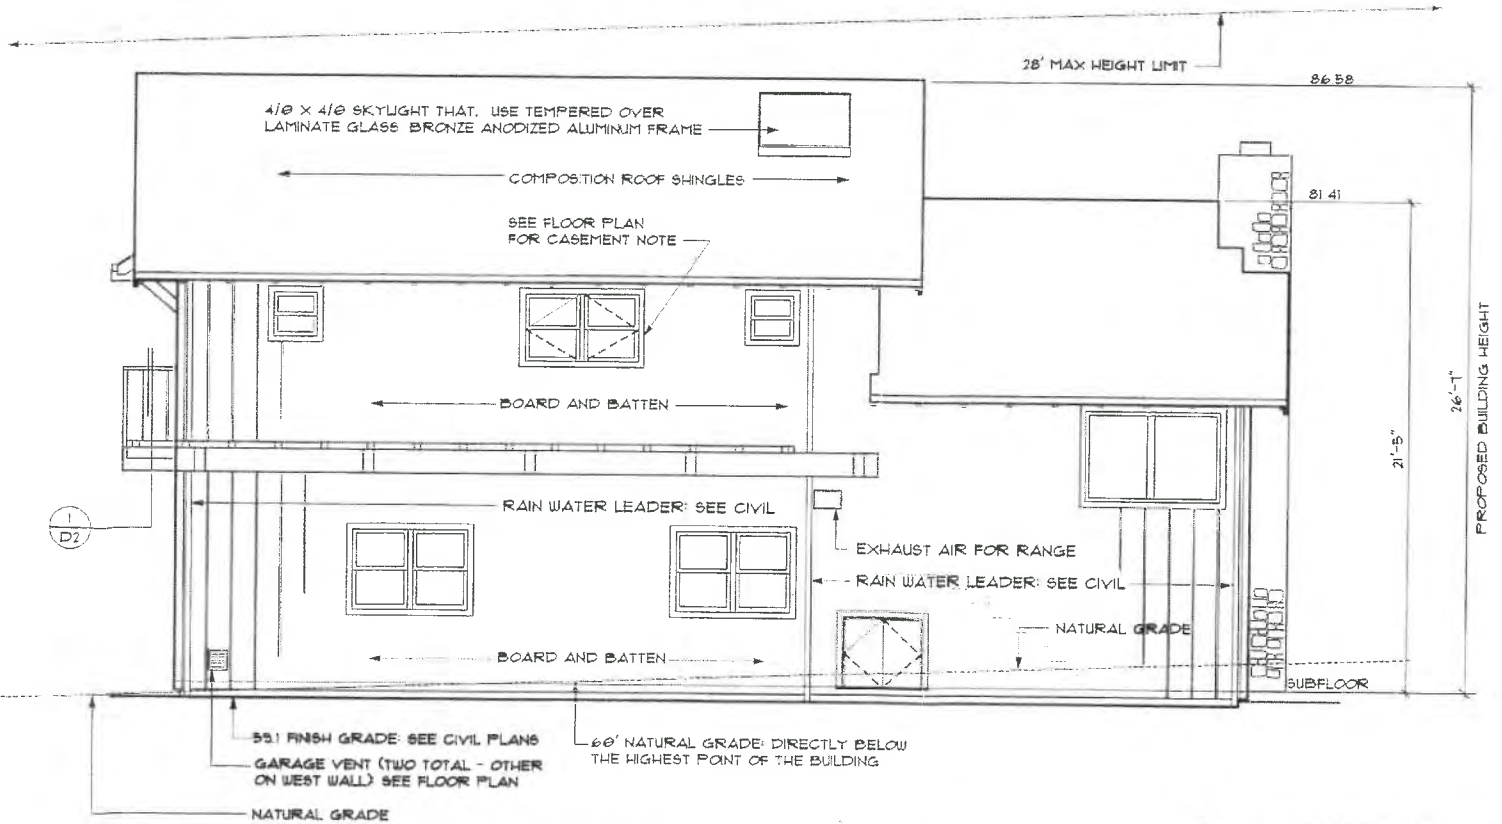 28' MAX HEIGHT LIMIT
86.58
4/0 X 4/0 SKYLIGHT THAT. USE TEMPERED OVER
LAMINATE GLASS BRONZE ANODIZED ALUMINUM FRAME
COMPOSITION ROOF SHINGLES
81.41
SEE FLOOR PLAN
FOR CASEMENT NOTE
BOARD AND BATTEN
21'-5"
26'-7"
PROPOSED BUILDING HEIGHT
RAIN WATER LEADER: SEE CIVIL
1
D2
EXHAUST AIR FOR RANGE
RAIN WATER LEADER: SEE CIVIL
NATURAL GRADE
BOARD AND BATTEN
SUBFLOOR
59.1 FINISH GRADE: SEE CIVIL PLANS
60' NATURAL GRADE: DIRECTLY BELOW
THE HIGHEST POINT OF THE BUILDING
GARAGE VENT (TWO TOTAL - OTHER
ON WEST WALL) SEE FLOOR PLAN
NATURAL GRADE